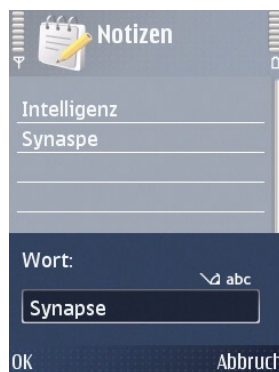 Notizen
Intelligenz
Synaspe
Wort:
abc
Synapse
OK Abbruch